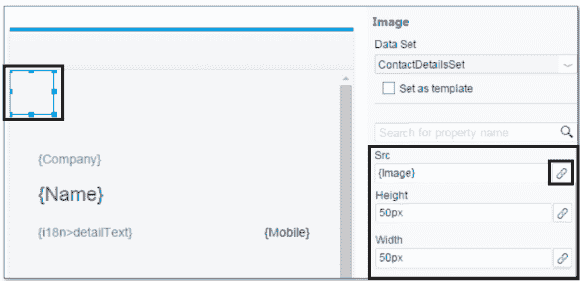 Image
Data Set
ContactDetailsSet
Set as template
Search for property name
Src
{Image}
Height
50px
Width
50px
{Company}
{Name}
{i18n>detailText} {Mobile}